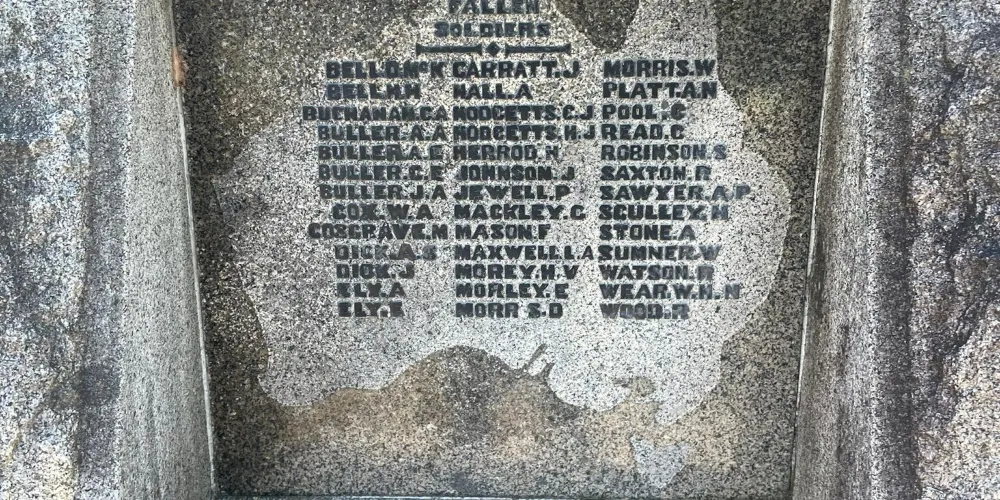 FALLEN
SOLDIERS
BELL.D.McK GARRATT.J MORRIS.W
BELL.H.H HALL.A PLATT.A.N
BUCHANAN.C.A HODGETTS.C.J POOL.C
BULLER.A.A HODGETTS.H.J READ.C
BULLER.A.E HERROD.H ROBINSON.S
BULLER.C.E JOHNSON.J SAXTON.R
BULLER.J.A JEWELL.P SAWYER.A.P
COX.W.A MACKLEY.G SCULLEY.H
COSGRAVE.M MASON.F STONE.A
DICK.A.S MAXWELL.L.A SUMNER.W
DICK.J MOREY.H.V WATSON.R
ELY.A MORLEY.E WEAR.W.H.N
ELY.E MORR S.D WOOD.R